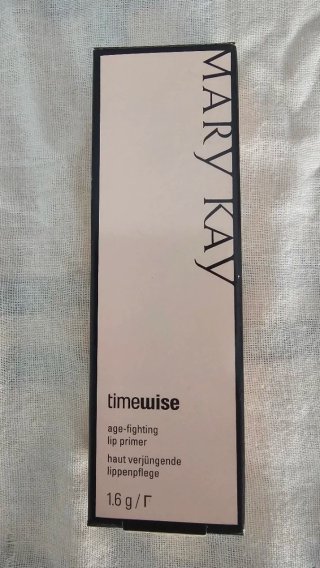 MARY KAY
timewise
age-fighting
lip primer
haut verjüngende
lippenpflege
1.6 g / Г